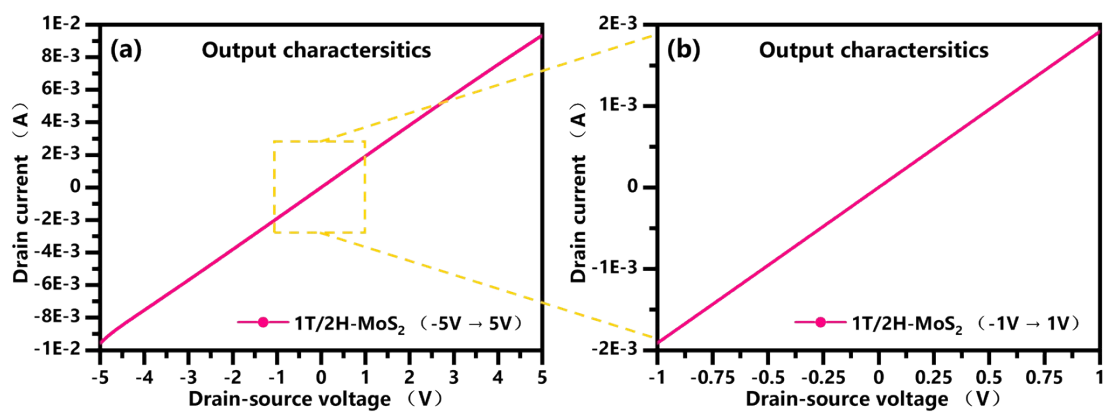 (a)
Output charactersitics
1E-2
8E-3
6E-3
4E-3
2E-3
0
-2E-3
-4E-3
-6E-3
-8E-3
-1E-2
Drain current （A）
1T/2H-MoS₂ （-5V → 5V）
-5 -4 -3 -2 -1 0 1 2 3 4 5
Drain-source voltage （V）
(b)
Output charactersitics
2E-3
1E-3
0
-1E-3
-2E-3
Drain current （A）
1T/2H-MoS₂ （-1V → 1V）
-1 -0.75 -0.5 -0.25 0 0.25 0.5 0.75 1
Drain-source voltage （V）